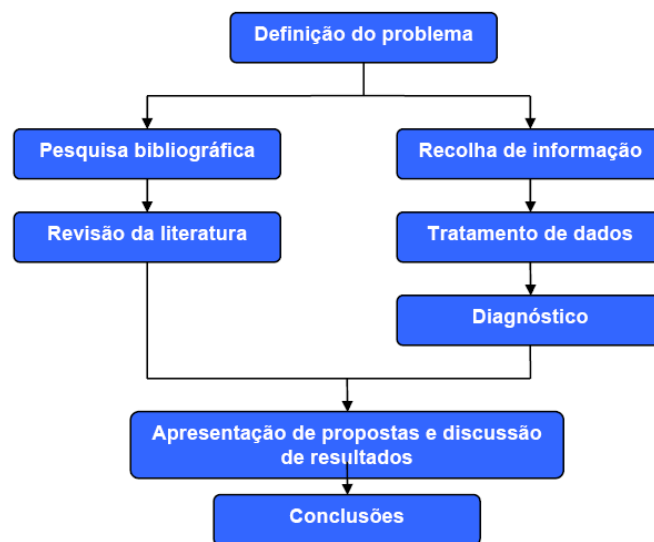 Definição do problema
Pesquisa bibliográfica
Recolha de informação
Revisão da literatura
Tratamento de dados
Diagnóstico
Apresentação de propostas e discussão
de resultados
Conclusões